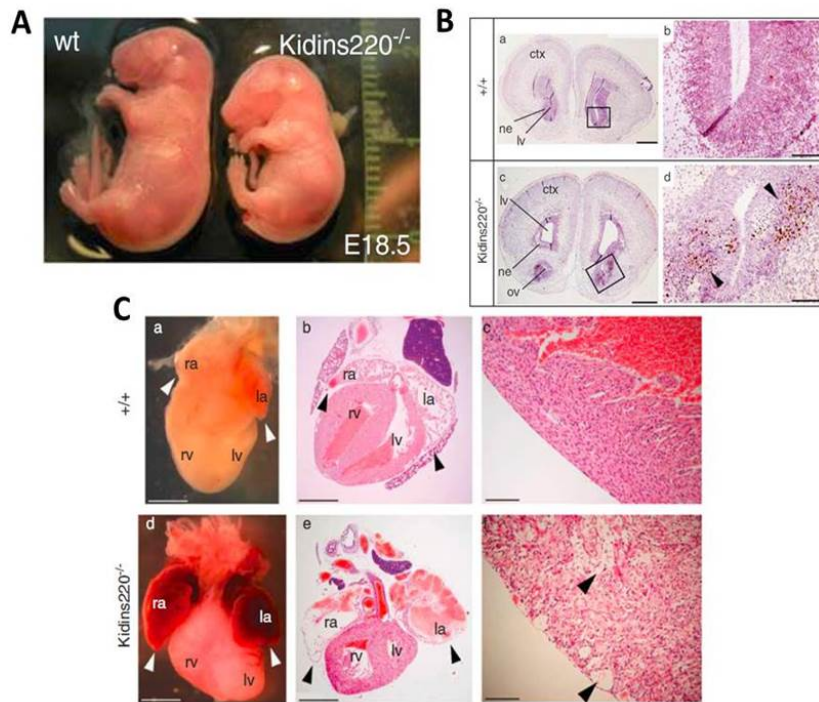 A
wt
Kidins220-/-
E18.5
B
+/+
a
ctx
ne
lv
b
Kidins220-/-
c
ctx
lv
ne
ov
d
C
+/+
a
ra
la
rv
lv
b
ra
la
rv
lv
c
Kidins220-/-
d
ra
la
rv
lv
e
ra
la
rv
lv